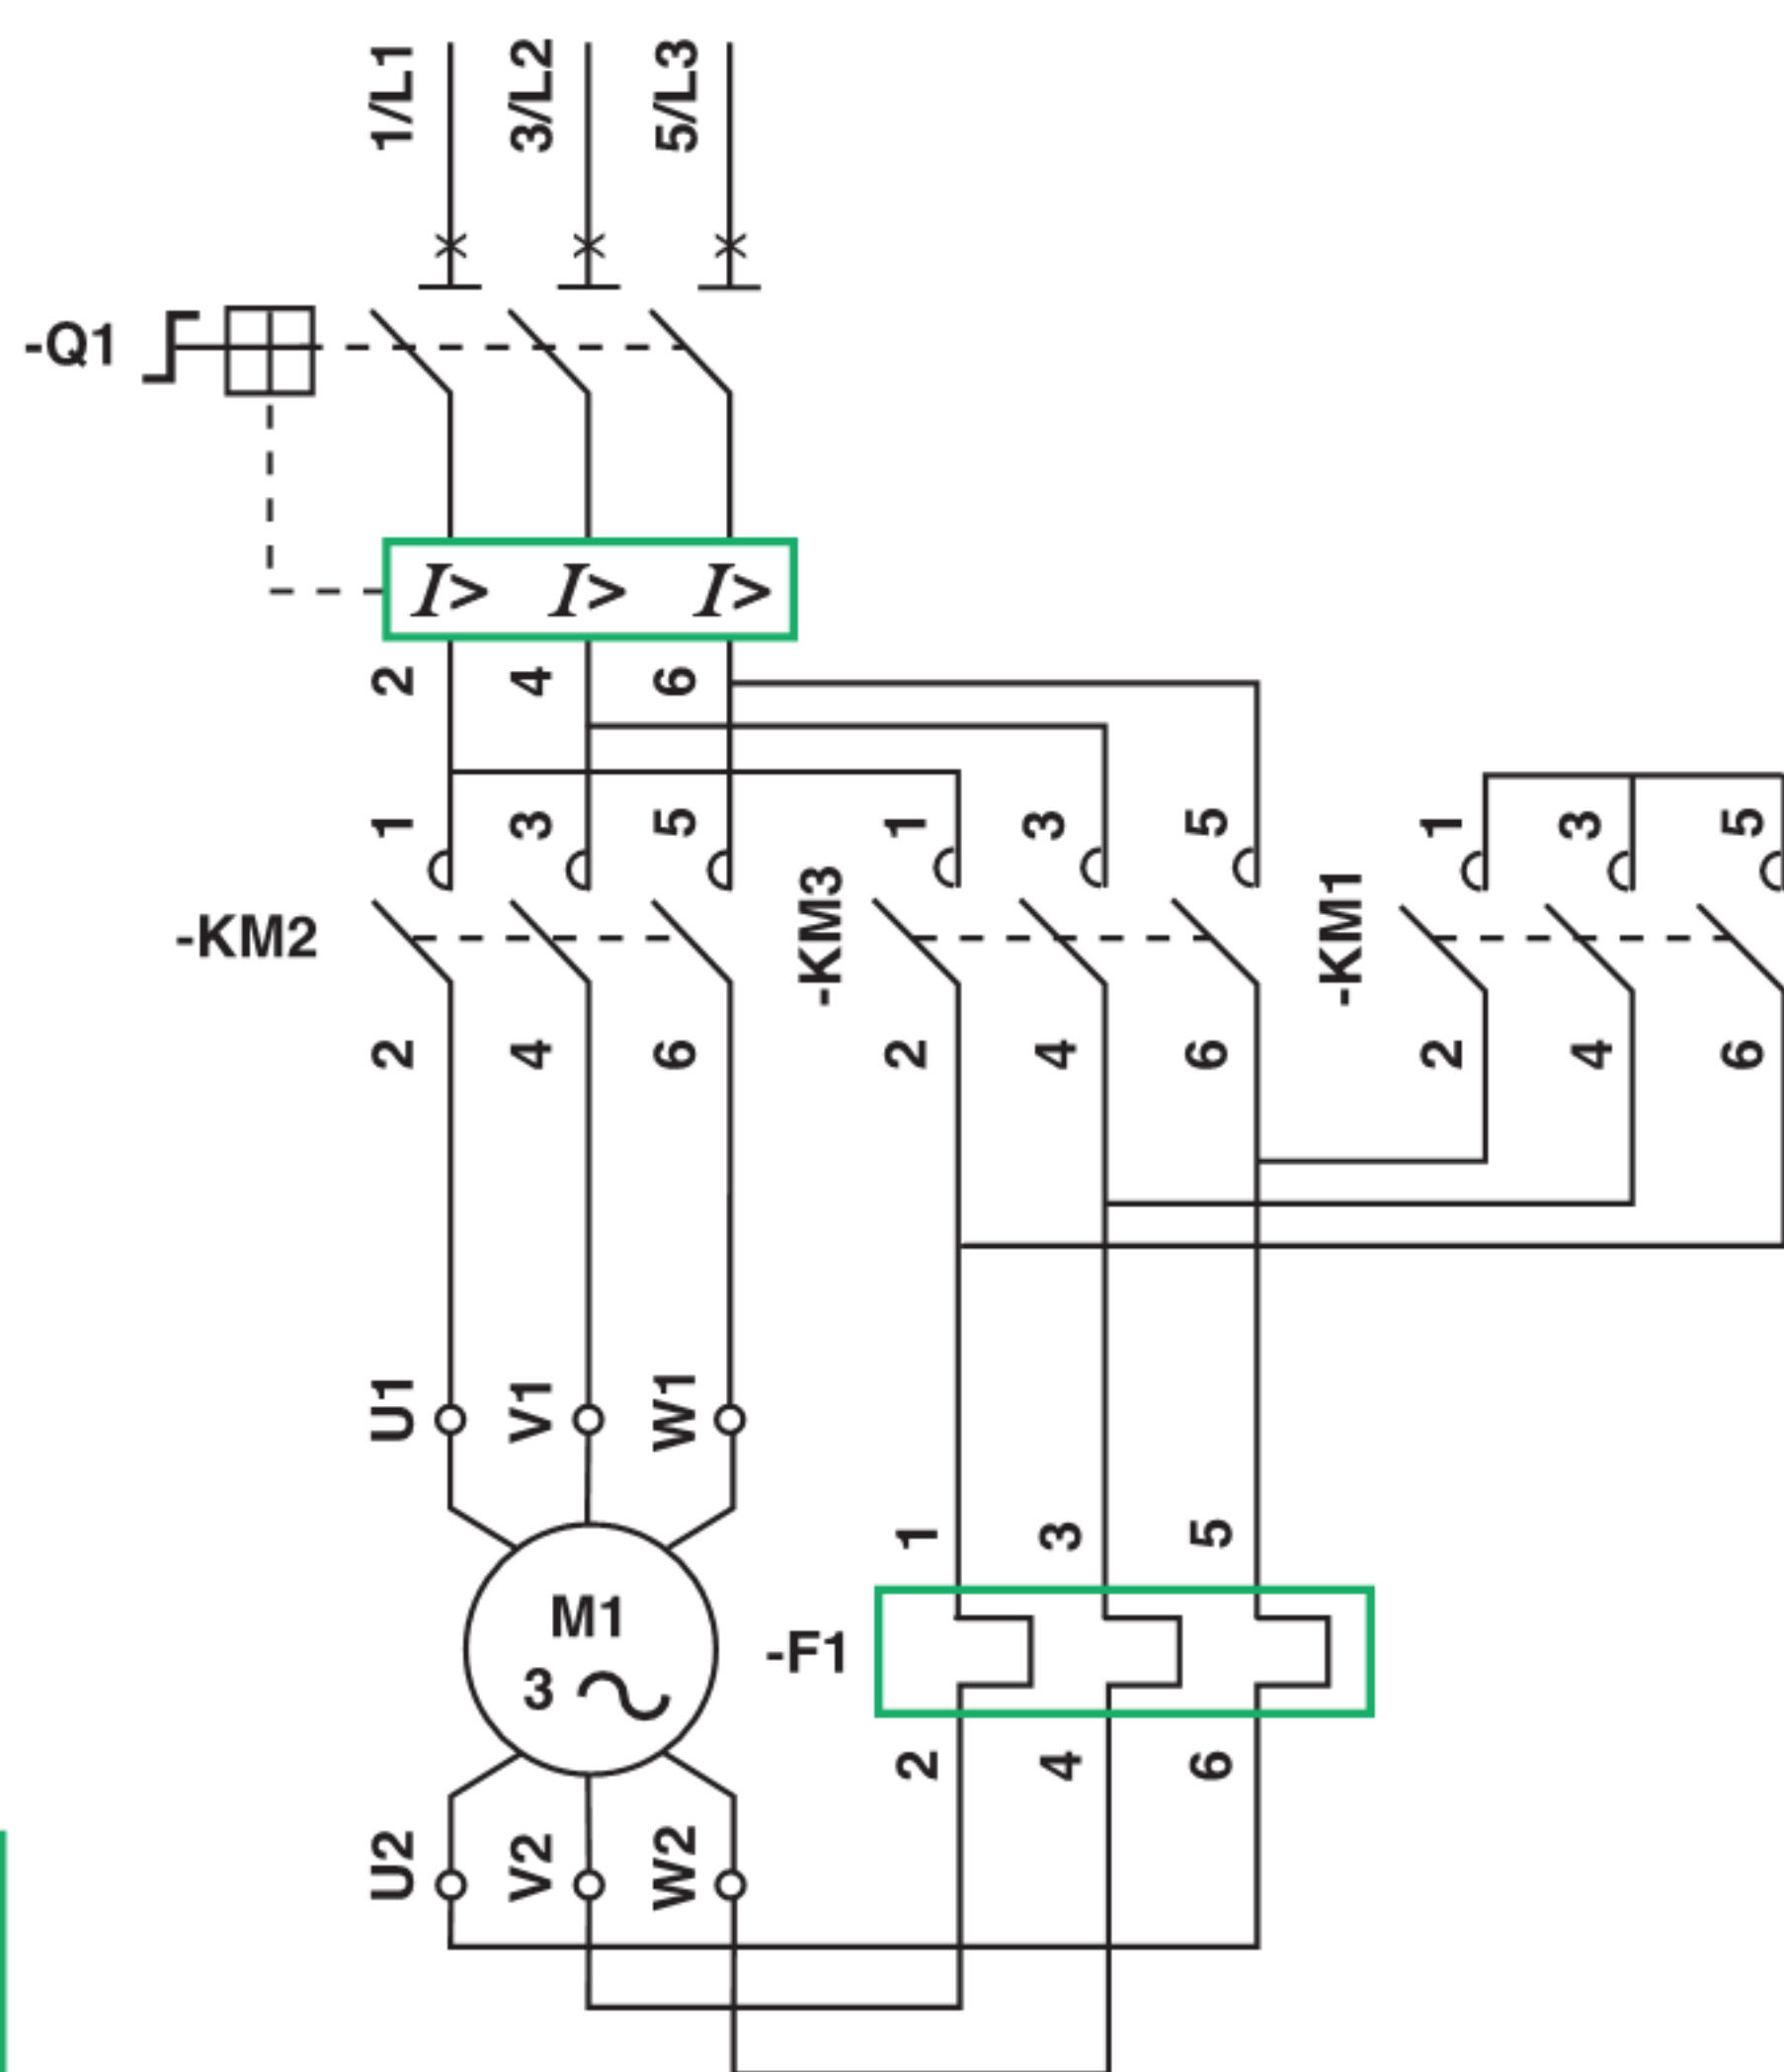 1/L1 3/L2 5/L3
-Q1
I> I> I>
2 4 6
1 3 5 1 3 5 1 3 5
-KM2 -KM3 -KM1
2 4 6 2 4 6 2 4 6
U1 V1 W1
1 3 5
M1
3
-F1
2 4 6
U2 V2 W2